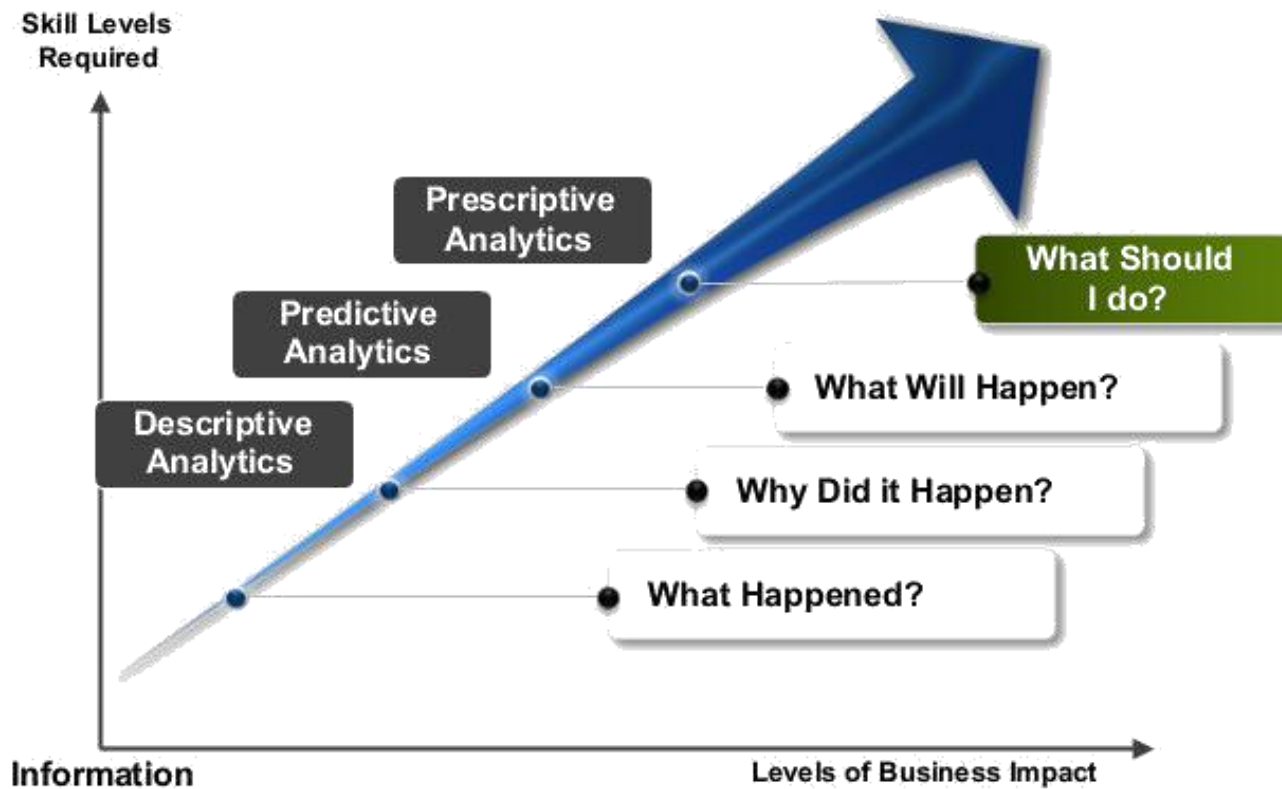 Skill Levels
Required
Prescriptive
Analytics
What Should
I do?
Predictive
Analytics
What Will Happen?
Descriptive
Analytics
Why Did it Happen?
What Happened?
Information
Levels of Business Impact